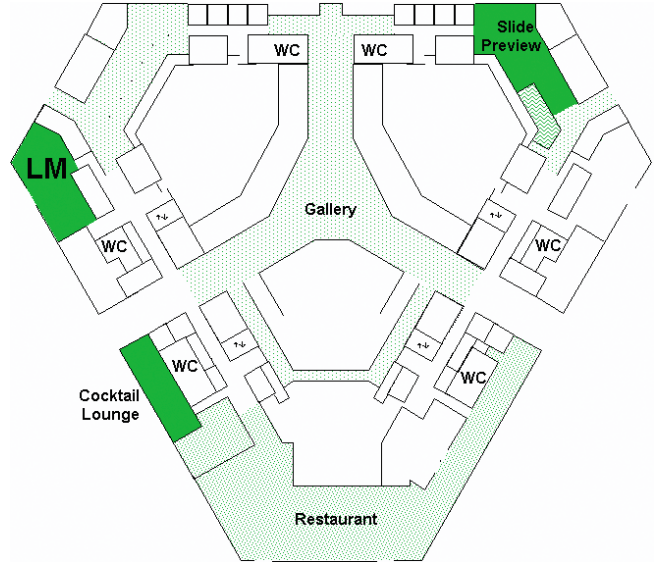 Slide
Preview
WC
WC
LM
Gallery
WC
WC
WC
WC
Cocktail
Lounge
Restaurant